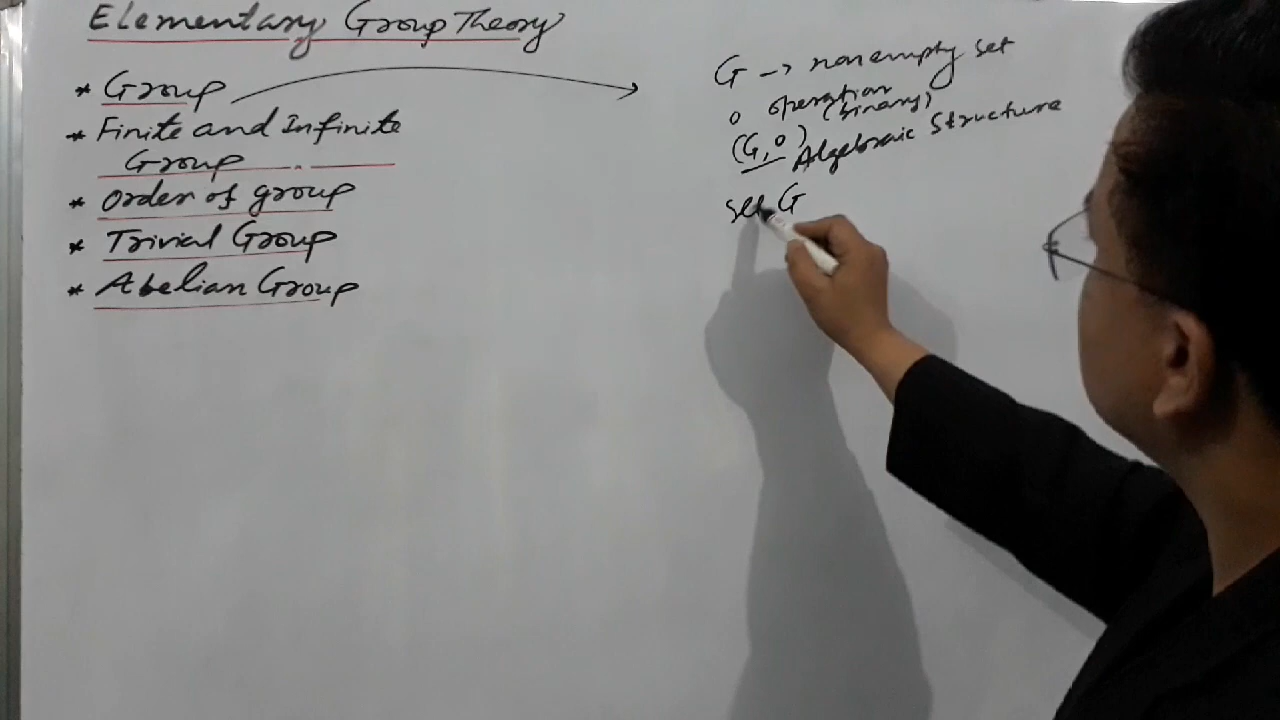 Elementary Group Theory
* Group
* Finite and Infinite
Group
* Order of group
* Trivial Group
* Abelian Group
G → nonempty set
o operation
(binary)
(G, o) Algebraic Structure
set G